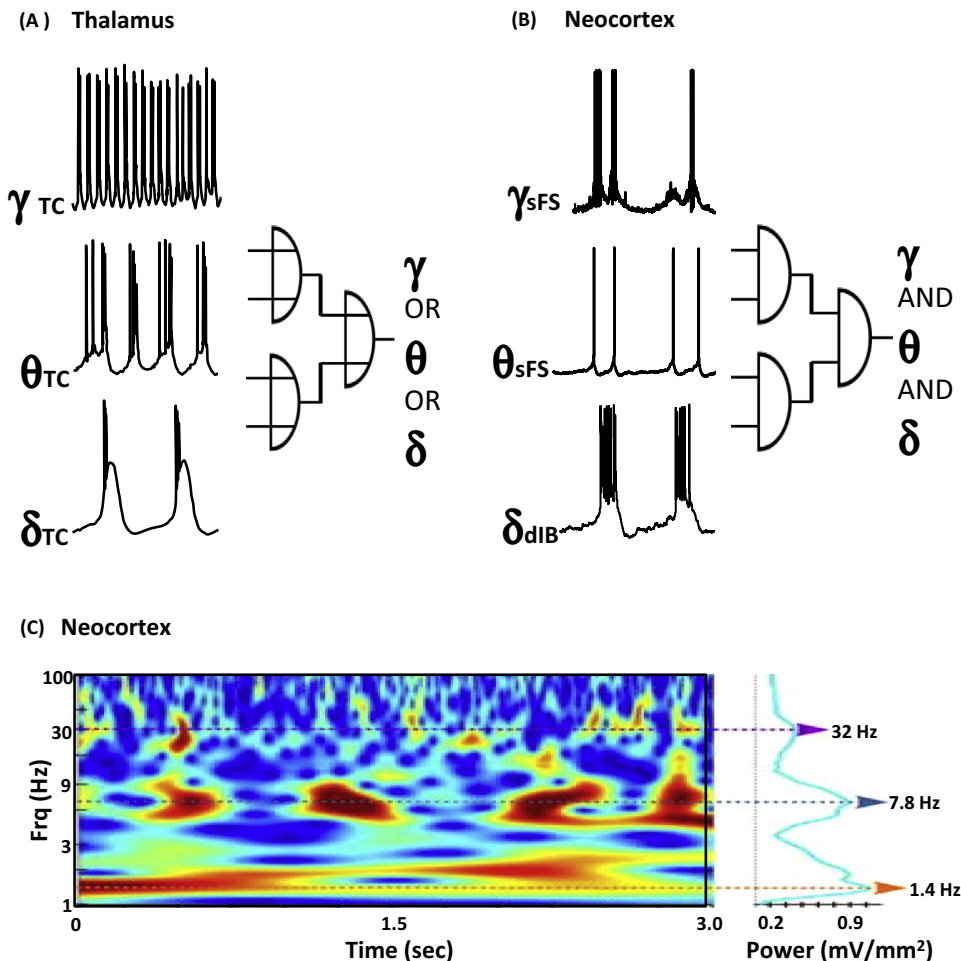 (A) Thalamus
γ TC
θTC
δTC
γ
OR
θ
OR
δ
(B) Neocortex
γsFS
θsFS
δdIB
γ
AND
θ
AND
δ
(C) Neocortex
Frq (Hz)
100
30
9
3
1
0
1.5
3.0
Time (sec)
32 Hz
7.8 Hz
1.4 Hz
0.2 0.9
Power (mV/mm²)